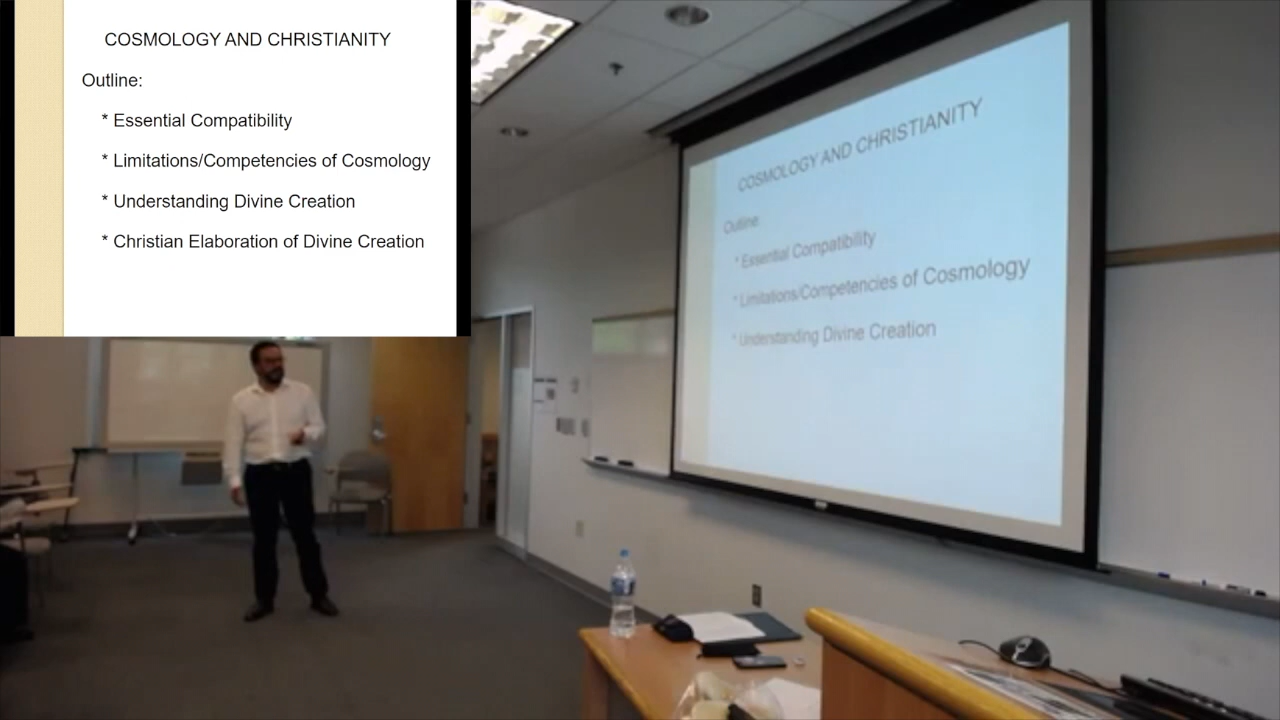 COSMOLOGY AND CHRISTIANITY
Outline:
* Essential Compatibility
* Limitations/Competencies of Cosmology
* Understanding Divine Creation
* Christian Elaboration of Divine Creation
COSMOLOGY AND CHRISTIANITY
Outline:
* Essential Compatibility
* Limitations/Competencies of Cosmology
* Understanding Divine Creation